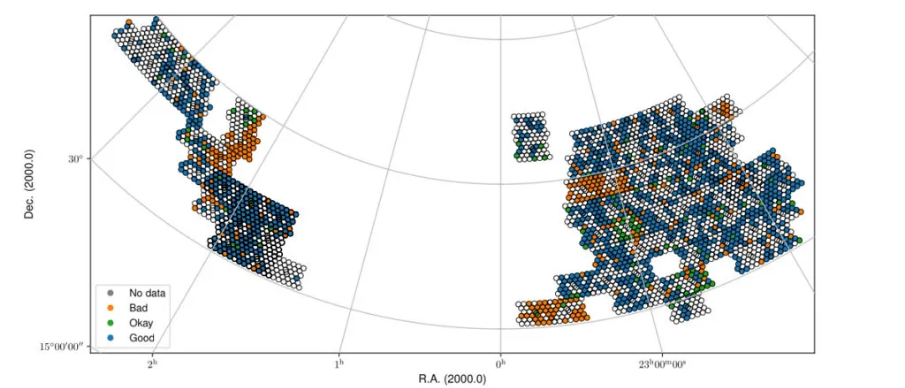 Dec. (2000.0)
30°
15°00′00″
No data
Bad
Okay
Good
2ʰ
1ʰ
0ʰ
23ʰ00ᵐ00ˢ
R.A. (2000.0)